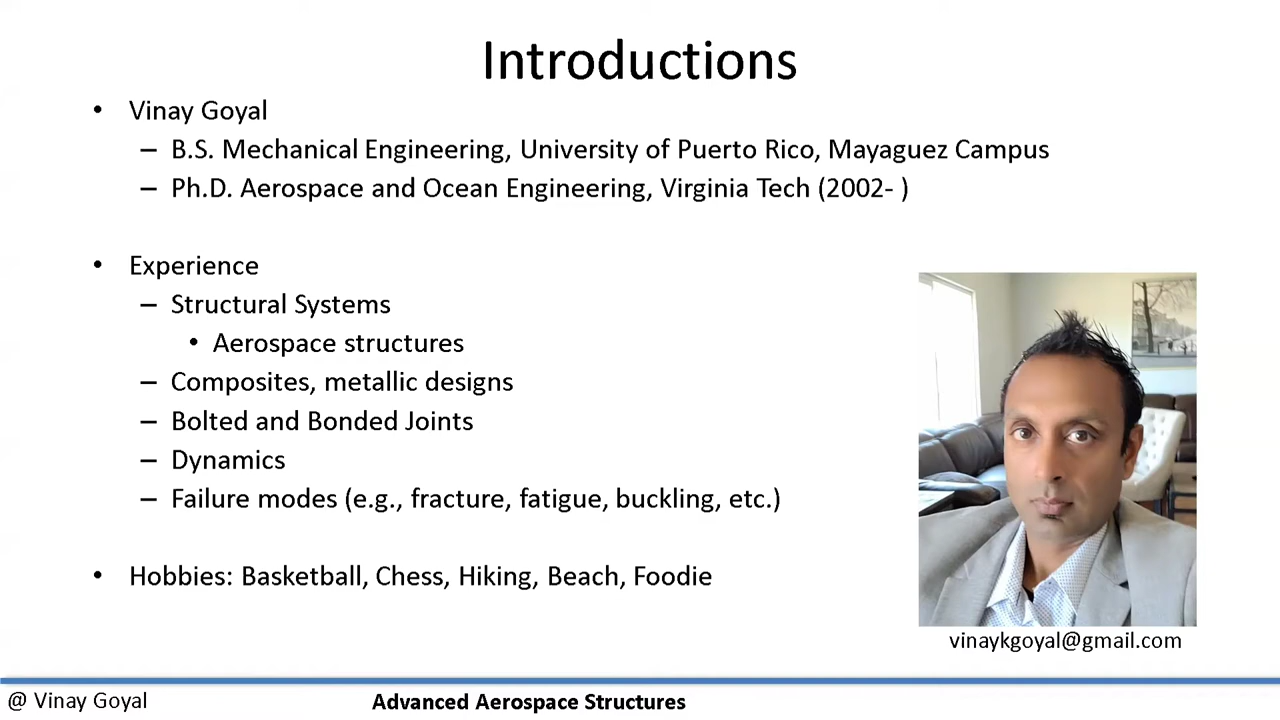 Introductions
• Vinay Goyal
– B.S. Mechanical Engineering, University of Puerto Rico, Mayaguez Campus
– Ph.D. Aerospace and Ocean Engineering, Virginia Tech (2002- )
• Experience
– Structural Systems
• Aerospace structures
– Composites, metallic designs
– Bolted and Bonded Joints
– Dynamics
– Failure modes (e.g., fracture, fatigue, buckling, etc.)
• Hobbies: Basketball, Chess, Hiking, Beach, Foodie
vinaykgoyal@gmail.com
@ Vinay Goyal
Advanced Aerospace Structures